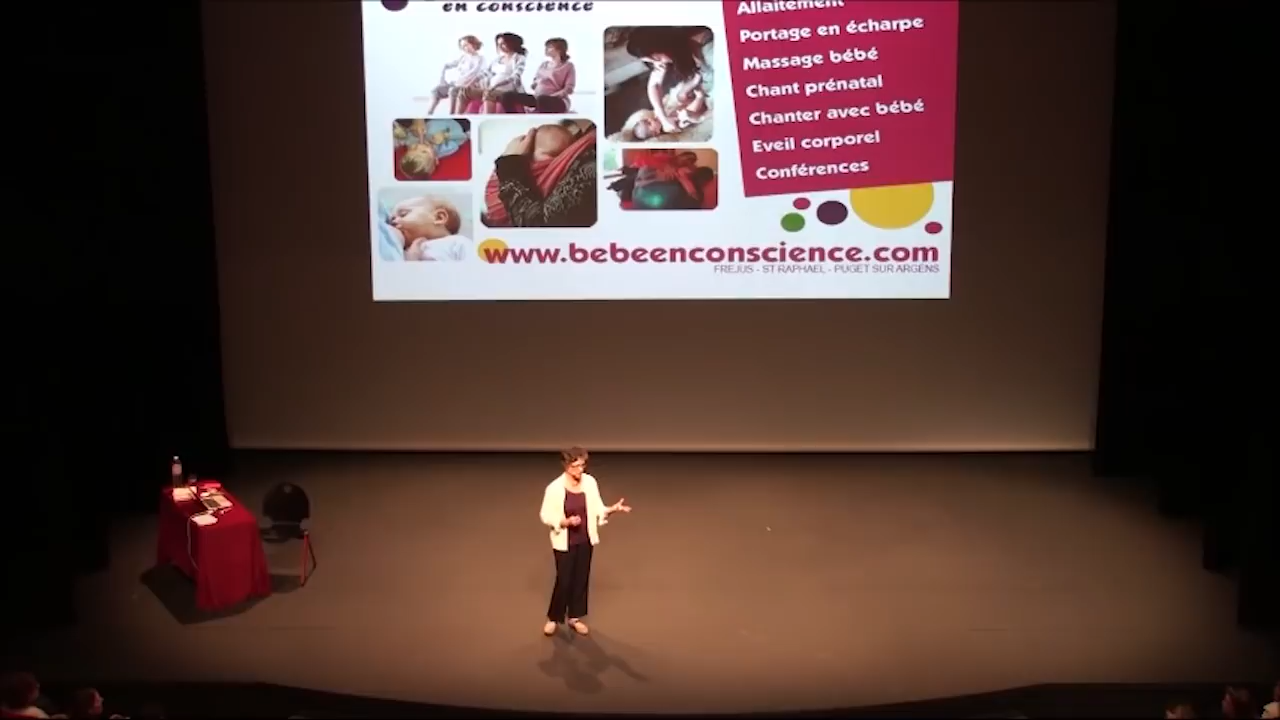 en conscience
Allaitement
Portage en écharpe
Massage bébé
Chant prénatal
Chanter avec bébé
Eveil corporel
Conférences
www.bebeenconscience.com
FREJUS - ST RAPHAEL - PUGET SUR ARGENS